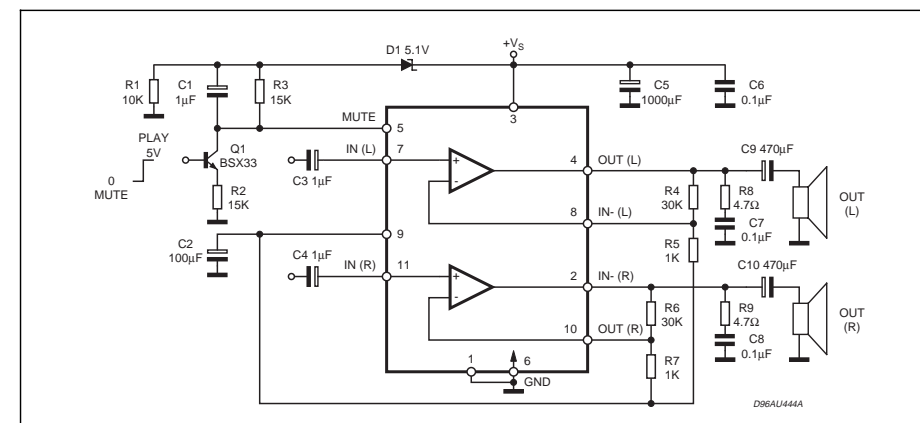 +VS
D1 5.1V
R1
10K
C1
1µF
R3
15K
C5
1000µF
C6
0.1µF
MUTE
5
3
PLAY
5V
0
MUTE
Q1
BSX33
R2
15K
7
IN (L)
C3 1µF
+
-
4
OUT (L)
C9 470µF
R4
30K
R8
4.7Ω
OUT
(L)
8
IN- (L)
C7
0.1µF
9
C2
100µF
R5
1K
C4 1µF
IN (R)
11
+
-
2
IN- (R)
C10 470µF
R6
30K
R9
4.7Ω
OUT
(R)
10
OUT (R)
C8
0.1µF
R7
1K
1
6
GND
D96AU444A